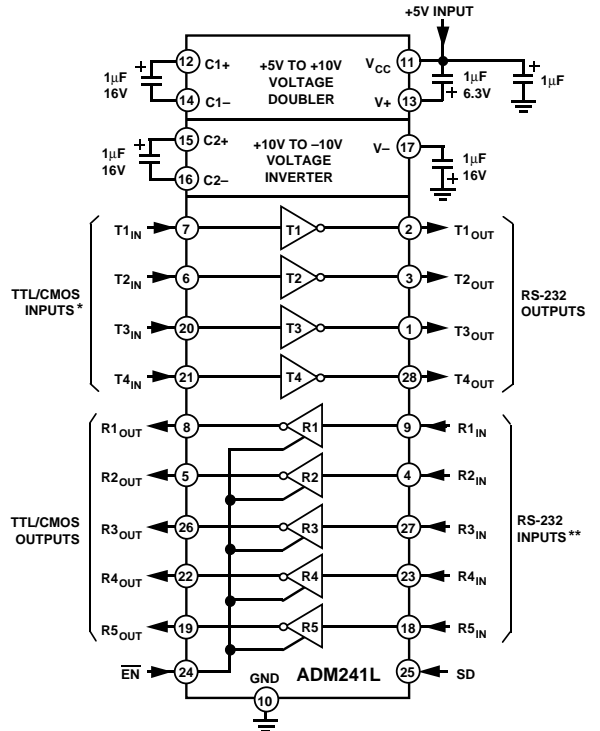 +5V INPUT
12 C1+ +5V TO +10V VCC 11
1µF + VOLTAGE + 1µF + 1µF
16V DOUBLER 6.3V
14 C1– V+ 13 +
15 C2+ +10V TO –10V V– 17
1µF + VOLTAGE 1µF
16V INVERTER + 16V
16 C2–
T1IN 7 T1 2 T1OUT
T2IN 6 T2 3 T2OUT
TTL/CMOS INPUTS* RS-232 OUTPUTS
T3IN 20 T3 1 T3OUT
T4IN 21 T4 28 T4OUT
R1OUT 8 R1 9 R1IN
R2OUT 5 R2 4 R2IN
TTL/CMOS OUTPUTS RS-232 INPUTS**
R3OUT 26 R3 27 R3IN
R4OUT 22 R4 23 R4IN
R5OUT 19 R5 18 R5IN
EN 24 GND ADM241L 25 SD
10